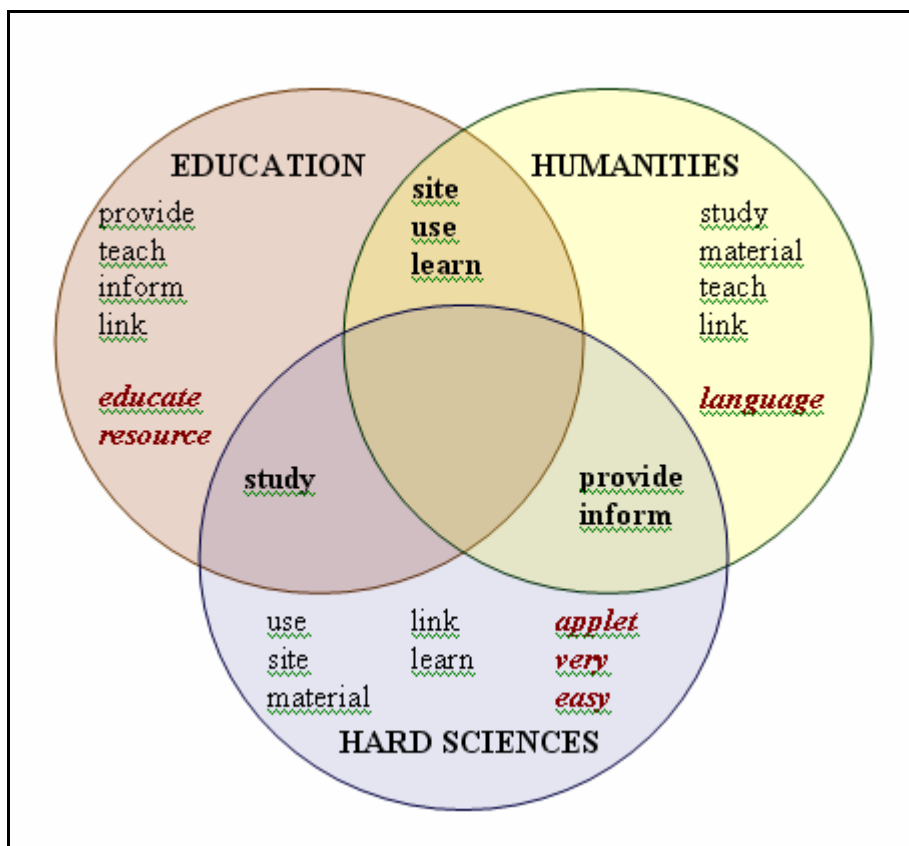 EDUCATION
HUMANITIES
provide
teach
inform
link
educate
resource
site
use
learn
study
material
teach
link
language
study
provide
inform
use
link
applet
site
learn
very
material
easy
HARD SCIENCES